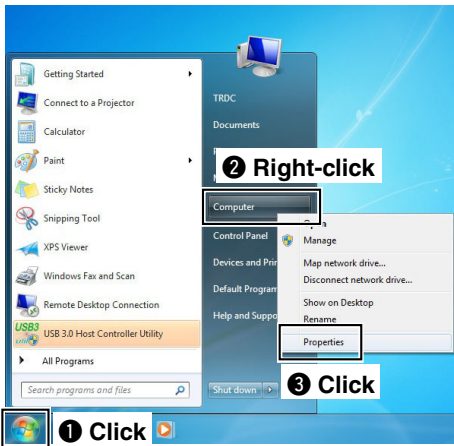 Getting Started
Connect to a Projector
Calculator
Paint
Sticky Notes
Snipping Tool
XPS Viewer
Windows Fax and Scan
Remote Desktop Connection
USB3
USB 3.0 Host Controller Utility
All Programs
Search programs and files
TRDC
Documents
❷ Right-click
Computer
Control Panel
Devices and Prin
Default Program
Help and Suppo
Shut down
Open
Manage
Map network drive...
Disconnect network drive...
Show on Desktop
Rename
Properties
❸ Click
❶ Click